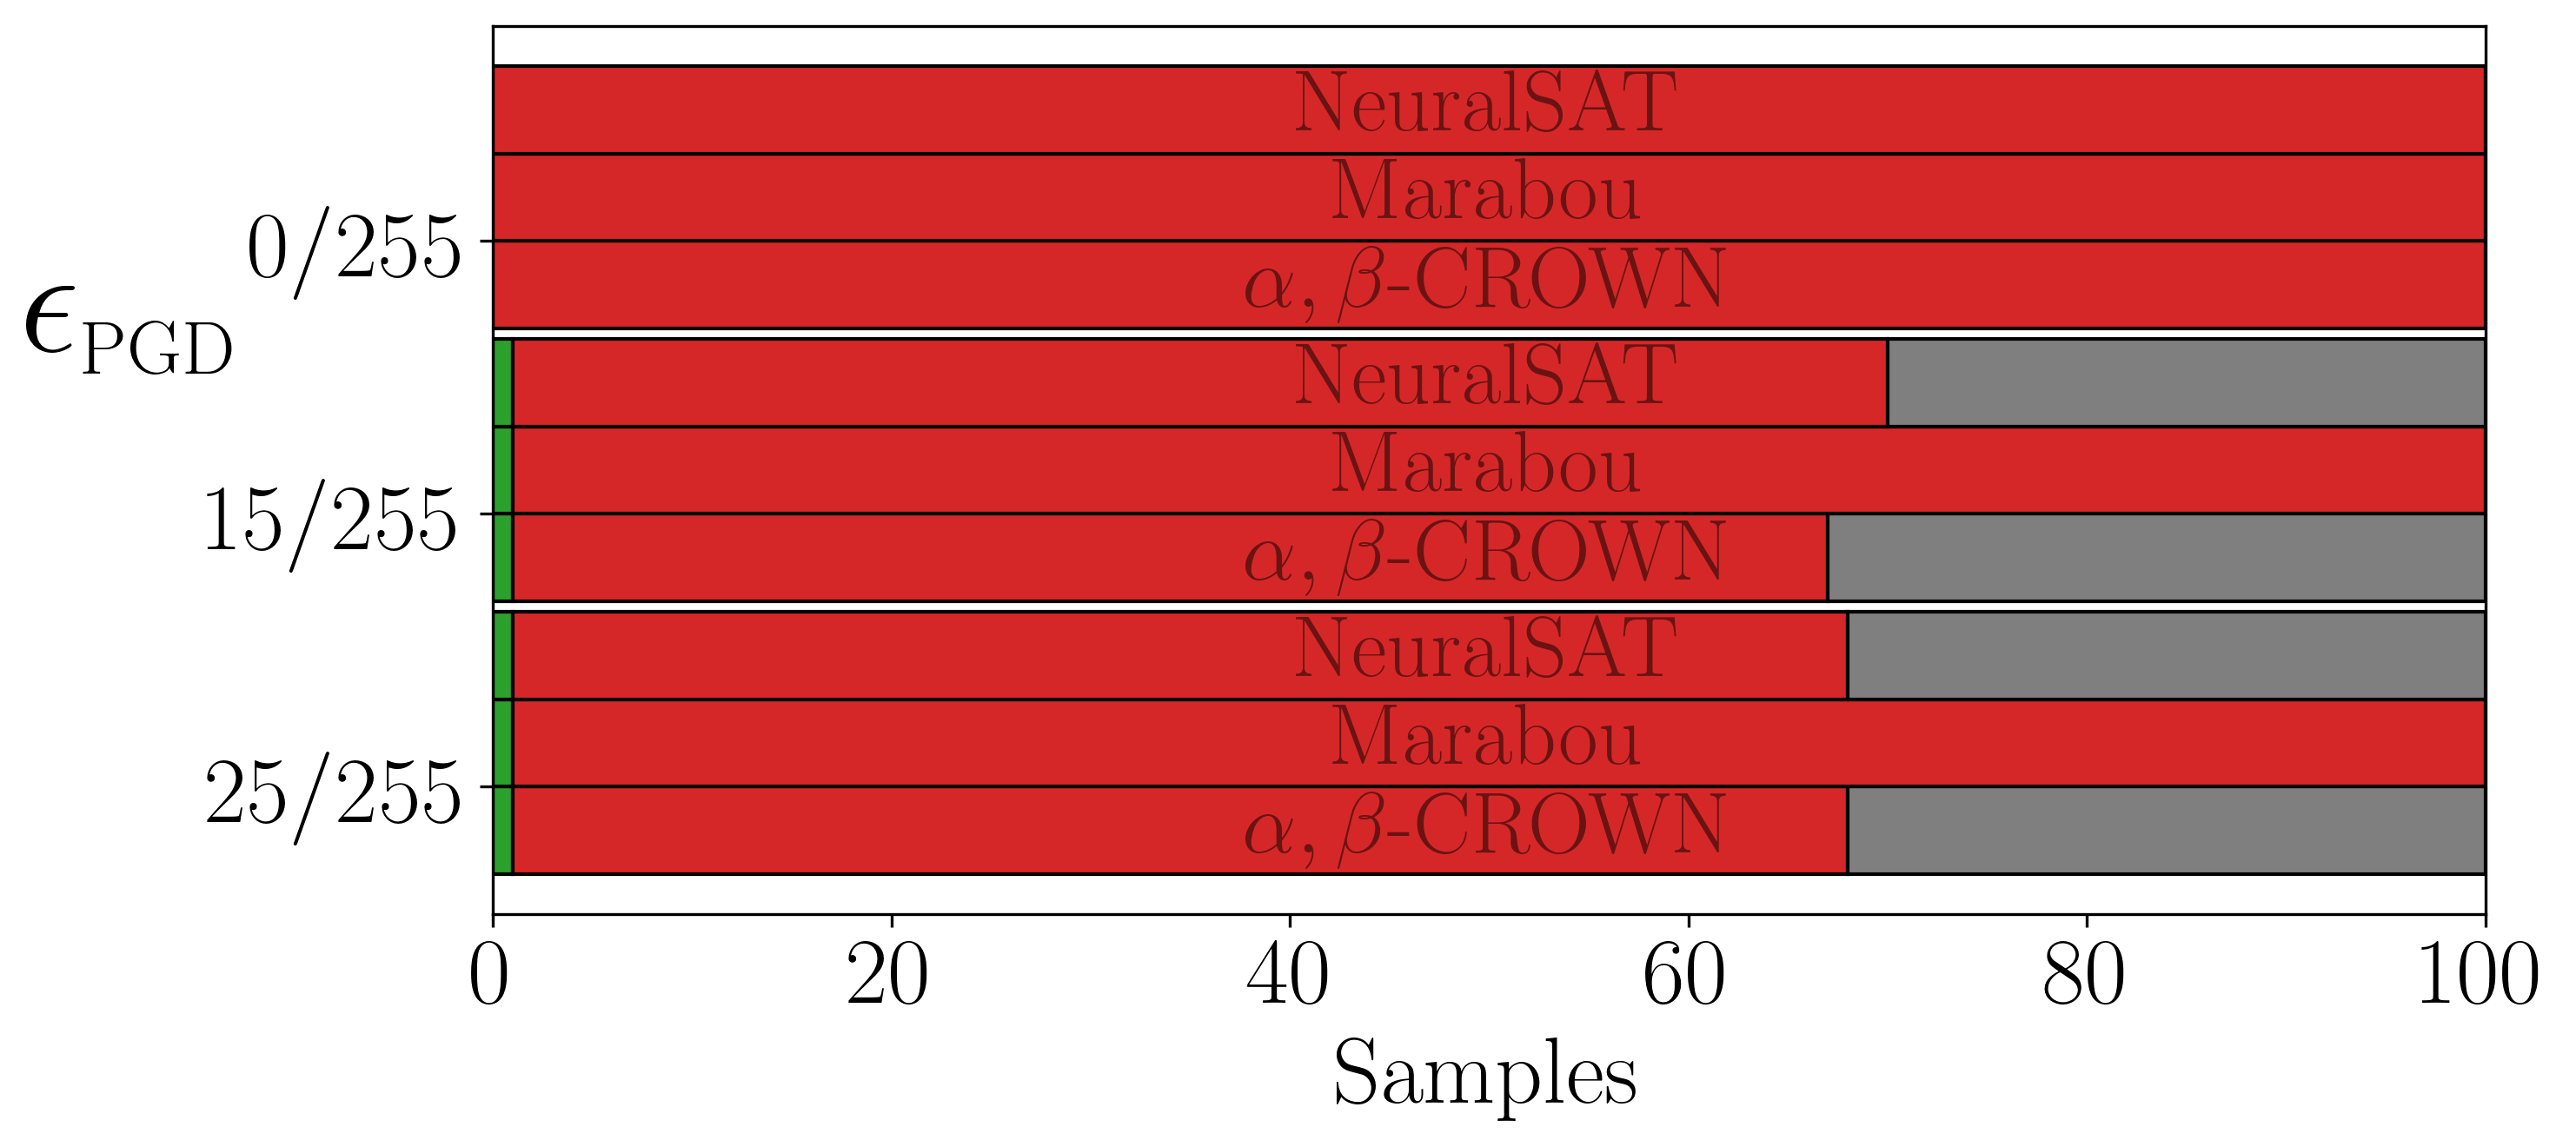 NeuralSAT
Marabou
α, β-CROWN
0/255
ϵPGD
NeuralSAT
Marabou
α, β-CROWN
15/255
NeuralSAT
Marabou
α, β-CROWN
25/255
0 20 40 60 80 100
Samples